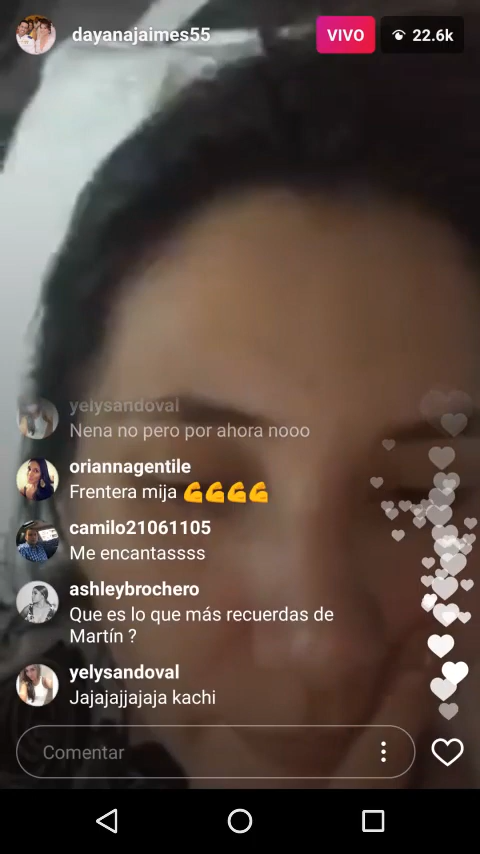 dayanajaimes55
VIVO
22.6k
yelysandoval
Nena no pero por ahora nooo
oriannagentile
Frentera mija 💪💪💪💪
camilo21061105
Me encantassss
ashleybrochero
Que es lo que más recuerdas de
Martín ?
yelysandoval
Jajajajjajaja kachi
Comentar